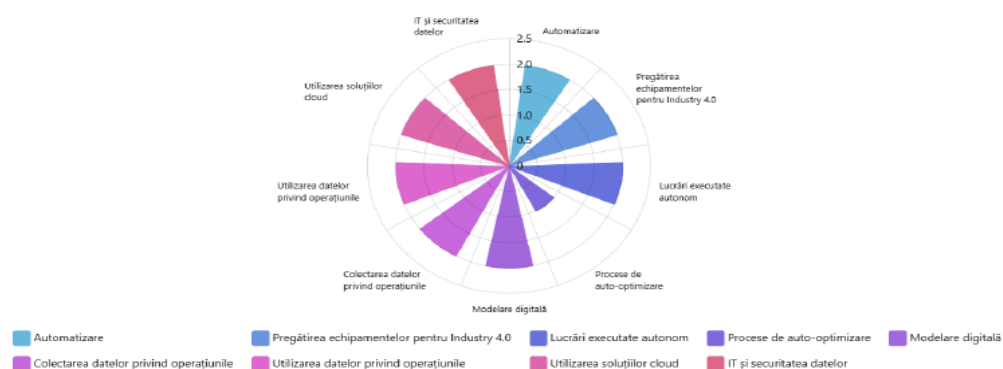 IT și securitatea
datelor
Automatizare
Utilizarea soluțiilor
cloud
Pregătirea
echipamentelor
pentru Industry 4.0
2.5
2.0
1.5
1.0
0.5
0
Utilizarea datelor
privind operațiunile
Lucrări executate
autonom
Colectarea datelor
privind operațiunile
Procese de
auto-optimizare
Modelare digitală
Automatizare
Pregătirea echipamentelor pentru Industry 4.0
Lucrări executate autonom
Procese de auto-optimizare
Modelare digitală
Colectarea datelor privind operațiunile
Utilizarea datelor privind operațiunile
Utilizarea soluțiilor cloud
IT și securitatea datelor